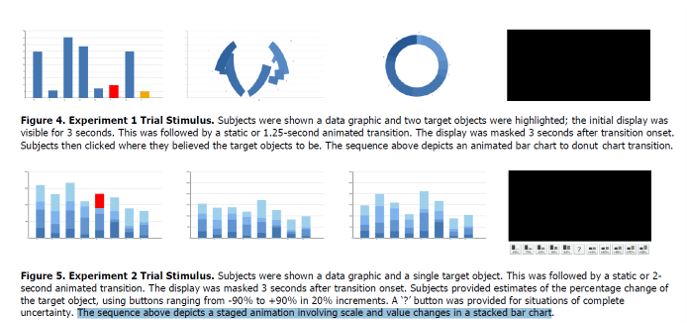 Figure 4. Experiment 1 Trial Stimulus. Subjects were shown a data graphic and two target objects were highlighted; the initial display was
visible for 3 seconds. This was followed by a static or 1.25-second animated transition. The display was masked 3 seconds after transition onset.
Subjects then clicked where they believed the target objects to be. The sequence above depicts an animated bar chart to donut chart transition.
?
Figure 5. Experiment 2 Trial Stimulus. Subjects were shown a data graphic and a single target object. This was followed by a static or 2-
second animated transition. The display was masked 3 seconds after transition onset. Subjects provided estimates of the percentage change of
the target object, using buttons ranging from -90% to +90% in 20% increments. A `?' button was provided for situations of complete
uncertainty. The sequence above depicts a staged animation involving scale and value changes in a stacked bar chart.